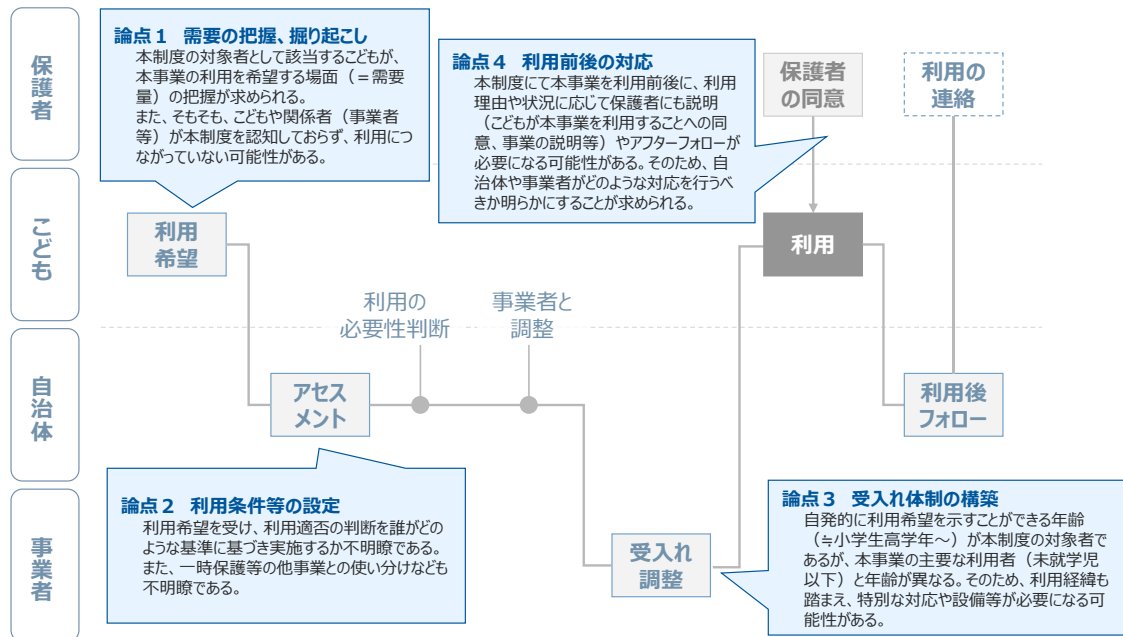 保護者
こども
自治体
事業者
論点１　需要の把握、掘り起こし
本制度の対象者として該当するこどもが、
本事業の利用を希望する場面（＝需要
量）の把握が求められる。
また、そもそも、こどもや関係者（事業者
等）が本制度を認知しておらず、利用につ
ながっていない可能性がある。
論点４　利用前後の対応
本制度にて本事業を利用前後に、利用
理由や状況に応じて保護者にも説明
（こどもが本事業を利用することへの同
意、事業の説明等）やアフターフォローが
必要になる可能性がある。そのため、自
治体や事業者がどのような対応を行うべ
きか明らかにすることが求められる。
保護者
の同意
利用の
連絡
利用
希望
利用
利用の
必要性判断
事業者と
調整
アセス
メント
利用後
フォロー
論点２　利用条件等の設定
利用希望を受け、利用適否の判断を誰がど
のような基準に基づき実施するか不明瞭である。
また、一時保護等の他事業との使い分けなども
不明瞭である。
受入れ
調整
論点３　受入れ体制の構築
自発的に利用希望を示すことができる年齢
（≒小学生高学年～）が本制度の対象者で
あるが、本事業の主要な利用者（未就学児
以下）と年齢が異なる。そのため、利用経緯も
踏まえ、特別な対応や設備等が必要になる可
能性がある。